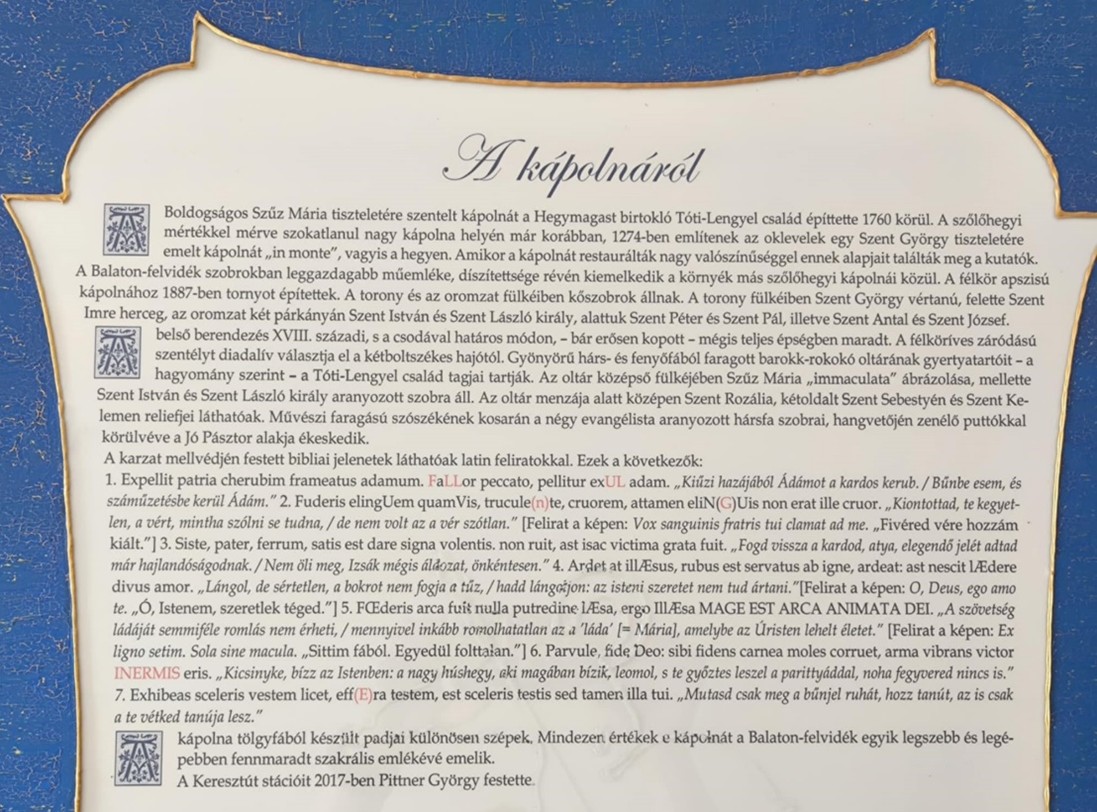 A kápolnáról
A Boldogságos Szűz Mária tiszteletére szentelt kápolnát a Hegymagast birtokló Tóti-Lengyel család építtette 1760 körül. A szőlőhegyi
mértékkel mérve szokatlanul nagy kápolna helyén már korábban, 1274-ben említenek az oklevelek egy Szent György tiszteletére
emelt kápolnát „in monte”, vagyis a hegyen. Amikor a kápolnát restaurálták nagy valószínűséggel ennek alapjait találták meg a kutatók.
A Balaton-felvidék szobrokban leggazdagabb műemléke, díszítettsége révén kiemelkedik a környék más szőlőhegyi kápolnái közül. A félkör apszisú
kápolnához 1887-ben tornyot építettek. A torony és az oromzat fülkéiben kőszobrok állnak. A torony fülkéiben Szent György vértanú, felette Szent
Imre herceg, az oromzat két párkányán Szent István és Szent László király, alattuk Szent Péter és Szent Pál, illetve Szent Antal és Szent József.
A belső berendezés XVIII. századi, s a csodával határos módon, – bár erősen kopott – mégis teljes épségben maradt. A félköríves záródású
szentélyt diadalív választja el a kétboltszékes hajótól. Gyönyörű hárs- és fenyőfából faragott barokk-rokokó oltárának gyertyatartóit – a
hagyomány szerint – a Tóti-Lengyel család tagjai tartják. Az oltár középső fülkéjében Szűz Mária „immaculata” ábrázolása, mellette
Szent István és Szent László király aranyozott szobra áll. Az oltár menzája alatt középen Szent Rozália, kétoldalt Szent Sebestyén és Szent Ke-
lemen reliefjei láthatóak. Művészi faragású szószékének kosarán a négy evangélista aranyozott hársfa szobrai, hangvetőjén zenélő puttókkal
körülvéve a Jó Pásztor alakja ékeskedik.
A karzat mellvédjén festett bibliai jelenetek láthatóak latin feliratokkal. Ezek a következők:
1. Expellit patria cherubim frameatus adamum. FaLLor peccato, pellitur exUL adam. „Kiűzi hazájából Ádámot a kardos kerub. / Bűnbe esem, és
száműzetésbe kerül Ádám.” 2. Fuderis elingUem quamVis, trucule(n)te, cruorem, attamen eliN(G)Uis non erat ille cruor. „Kiontottad, te kegyet-
len, a vért, mintha szólni se tudna, / de nem volt az a vér szótlan.” [Felirat a képen: Vox sanguinis fratris tui clamat ad me. „Fivéred vére hozzám
kiált.”] 3. Siste, pater, ferrum, satis est dare signa volentis. non ruit, ast isac victima grata fuit. „Fogd vissza a kardod, atya, elegendő jelét adtad
már hajlandóságodnak. / Nem öli meg, Izsák mégis áldozat, önkéntesen.” 4. Ardet at illÆsus, rubus est servatus ab igne, ardeat: ast nescit lÆdere
divus amor. „Lángol, de sértetlen, a bokrot nem fogja a tűz, / hadd lángoljon: az isteni szeretet nem tud ártani.”[Felirat a képen: O, Deus, ego amo
te. „Ó, Istenem, szeretlek téged.”] 5. FŒderis arca fuit nulla putredine lÆsa, ergo IllÆsa MAGE EST ARCA ANIMATA DEI. „A szövetség
ládáját semmiféle romlás nem érheti, / mennyivel inkább romolhatatlan az a ’láda’ [= Mária], amelybe az Úristen lehelt életet.” [Felirat a képen: Ex
ligno setim. Sola sine macula. „Sittim fából. Egyedül folttalan.”] 6. Parvule, fide Deo: sibi fidens carnea moles corruet, arma vibrans victor
INERMIS eris. „Kicsinyke, bízz az Istenben: a nagy húshegy, aki magában bízik, leomol, s te győztes leszel a parittyáddal, noha fegyvered nincs is.”
7. Exhibeas sceleris vestem licet, eff(E)ra testem, est sceleris testis sed tamen illa tui. „Mutasd csak meg a bűnjel ruhát, hozz tanút, az is csak
a te vétked tanúja lesz.”
A kápolna tölgyfából készült padjai különösen szépek. Mindezen értékek e kápolnát a Balaton-felvidék egyik legszebb és legé-
pebben fennmaradt szakrális emlékévé emelik.
A Keresztút stációit 2017-ben Pittner György festette.